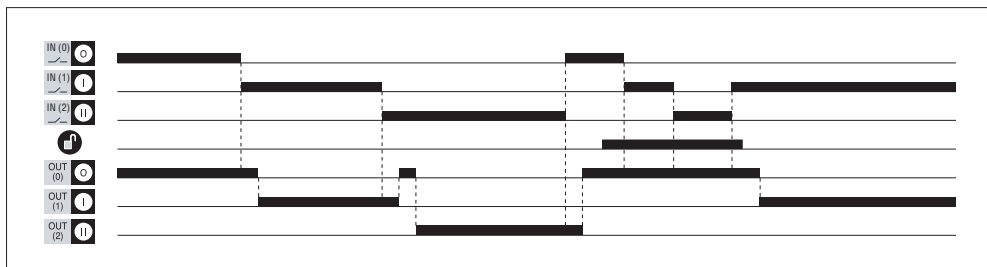 IN (0)
O
IN (1)
I
IN (2)
II
OUT
(0)
O
OUT
(1)
I
OUT
(2)
II